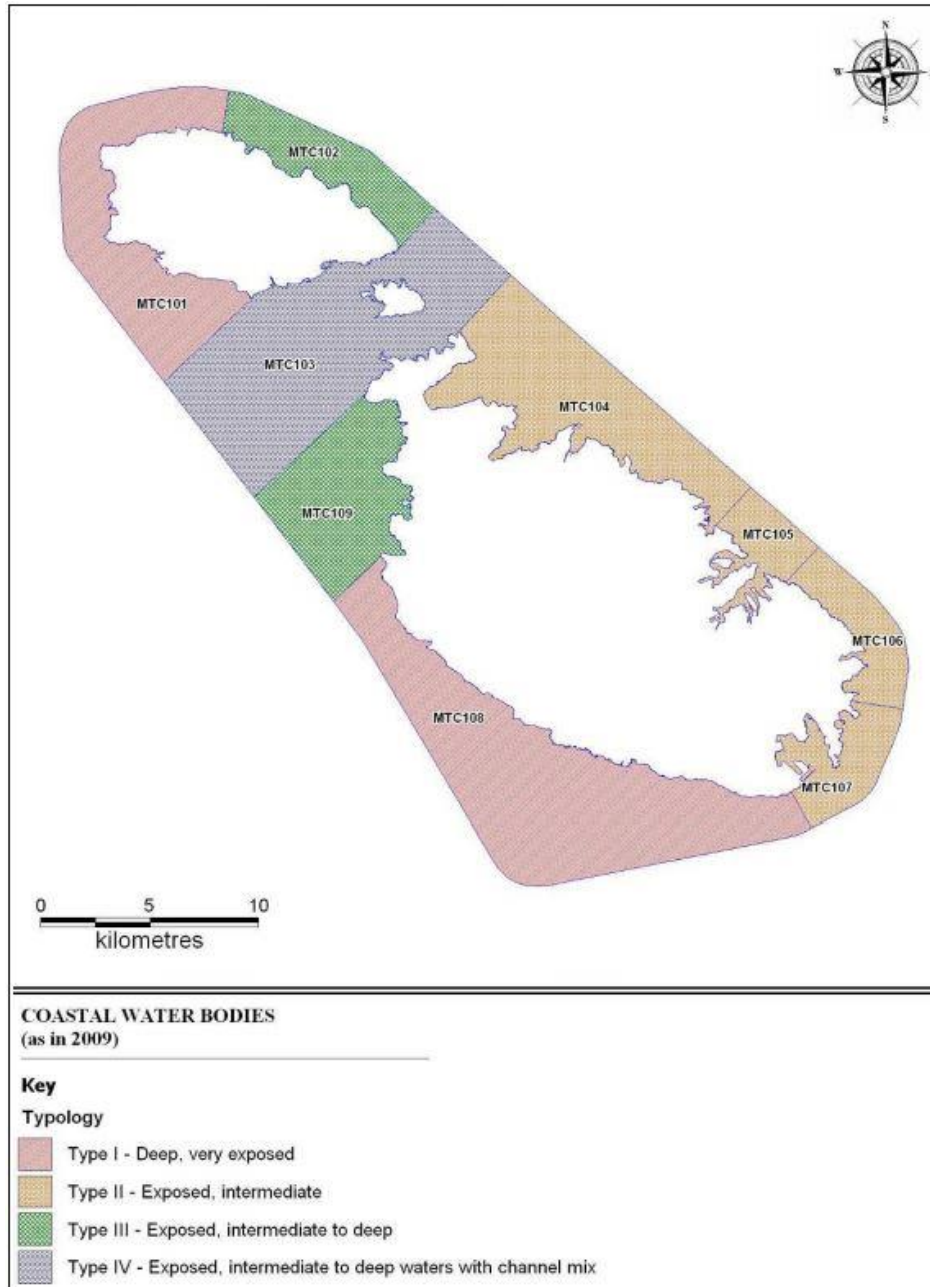 N
W
S
MTC102
MTC101
MTC103
MTC104
MTC109
MTC105
MTC106
MTC108
MTC107
0 5 10
kilometres
COASTAL WATER BODIES
(as in 2009)
Key
Typology
Type I - Deep, very exposed
Type II - Exposed, intermediate
Type III - Exposed, intermediate to deep
Type IV - Exposed, intermediate to deep waters with channel mix